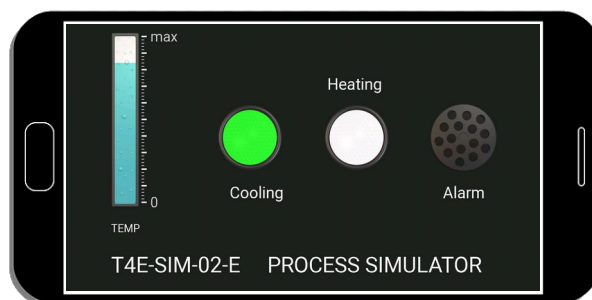 max
Heating
0
Cooling
Alarm
TEMP
T4E-SIM-02-E PROCESS SIMULATOR